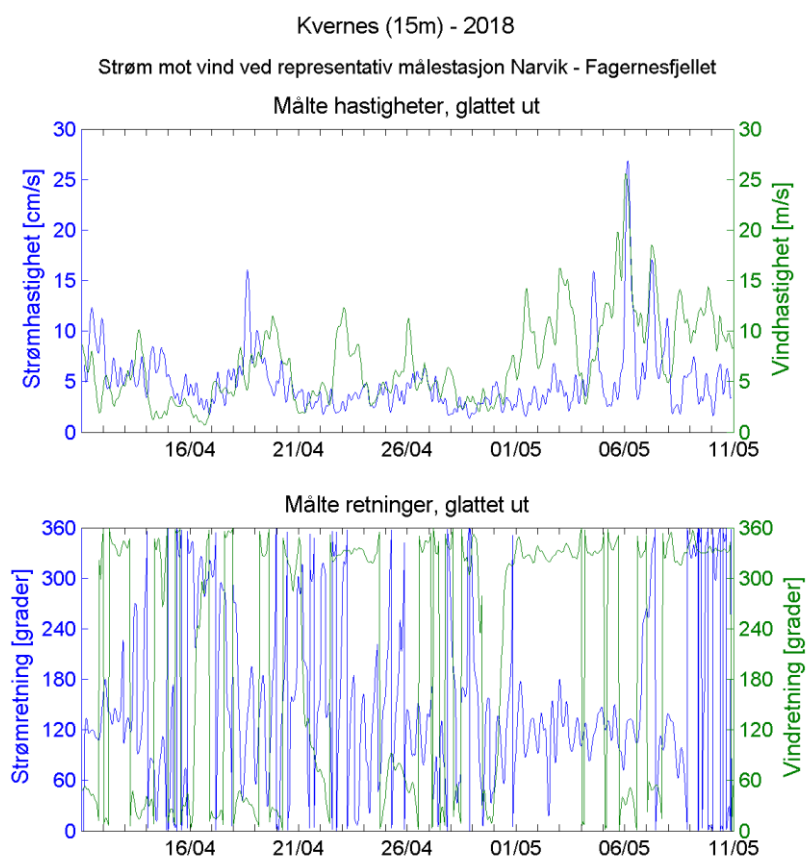 Kvernes (15m) - 2018
Strøm mot vind ved representativ målestasjon Narvik - Fagernesfjellet
Målte hastigheter, glattet ut
Strømhastighet [cm/s]
30
25
20
15
10
5
0
30
25
20
15
10
5
0
Vindhastighet [m/s]
16/04 21/04 26/04 01/05 06/05 11/05
Målte retninger, glattet ut
Strømretning [grader]
360
300
240
180
120
60
0
360
300
240
180
120
60
0
Vindretning [grader]
16/04 21/04 26/04 01/05 06/05 11/05